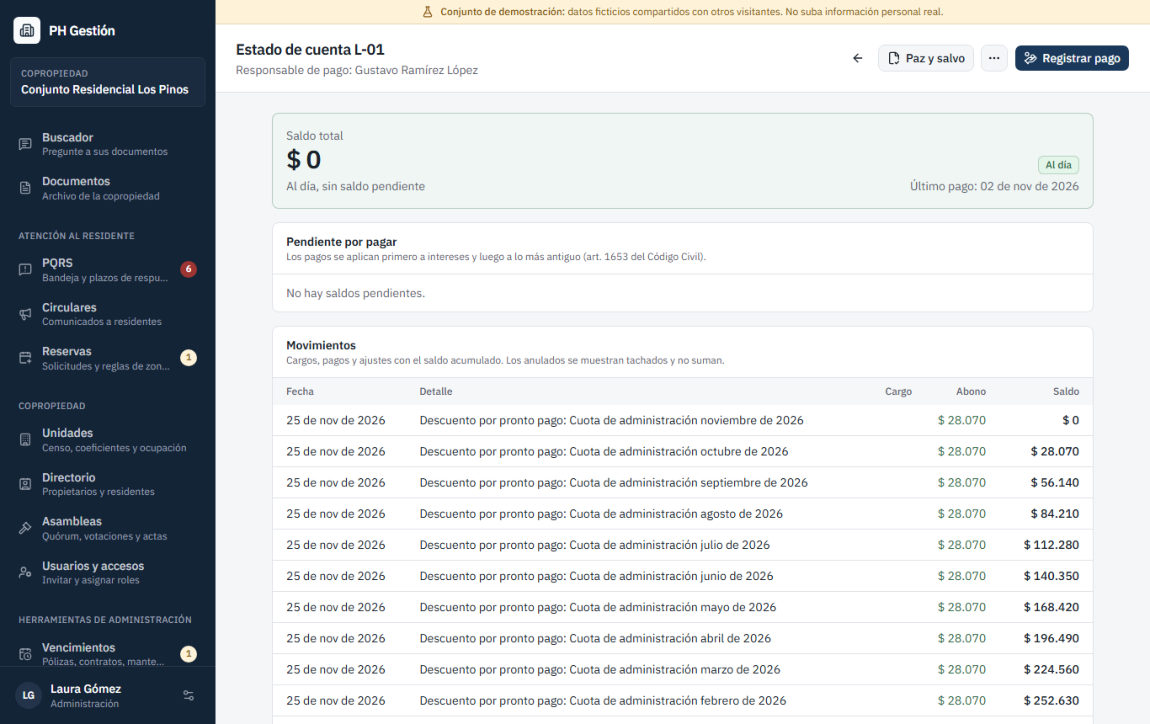 PH Gestión
COPROPIEDAD
Conjunto Residencial Los Pinos
Buscador
Pregunte a sus documentos
Documentos
Archivo de la copropiedad
ATENCIÓN AL RESIDENTE
PQRS
Bandeja y plazos de respu...
6
Circulares
Comunicados a residentes
Reservas
Solicitudes y reglas de zon...
1
COPROPIEDAD
Unidades
Censo, coeficientes y ocupación
Directorio
Propietarios y residentes
Asambleas
Quórum, votaciones y actas
Usuarios y accesos
Invitar y asignar roles
HERRAMIENTAS DE ADMINISTRACIÓN
Vencimientos
Pólizas, contratos, mante...
1
LG
Laura Gómez
Administración
Conjunto de demostración: datos ficticios compartidos con otros visitantes. No suba información personal real.
Estado de cuenta L-01
Responsable de pago: Gustavo Ramírez López
Paz y salvo
Registrar pago
Saldo total
$ 0
Al día, sin saldo pendiente
Al día
Último pago: 02 de nov de 2026
Pendiente por pagar
Los pagos se aplican primero a intereses y luego a lo más antiguo (art. 1653 del Código Civil).
No hay saldos pendientes.
Movimientos
Cargos, pagos y ajustes con el saldo acumulado. Los anulados se muestran tachados y no suman.
Fecha Detalle Cargo Abono Saldo
25 de nov de 2026 Descuento por pronto pago: Cuota de administración noviembre de 2026 $ 28.070 $ 0
25 de nov de 2026 Descuento por pronto pago: Cuota de administración octubre de 2026 $ 28.070 $ 28.070
25 de nov de 2026 Descuento por pronto pago: Cuota de administración septiembre de 2026 $ 28.070 $ 56.140
25 de nov de 2026 Descuento por pronto pago: Cuota de administración agosto de 2026 $ 28.070 $ 84.210
25 de nov de 2026 Descuento por pronto pago: Cuota de administración julio de 2026 $ 28.070 $ 112.280
25 de nov de 2026 Descuento por pronto pago: Cuota de administración junio de 2026 $ 28.070 $ 140.350
25 de nov de 2026 Descuento por pronto pago: Cuota de administración mayo de 2026 $ 28.070 $ 168.420
25 de nov de 2026 Descuento por pronto pago: Cuota de administración abril de 2026 $ 28.070 $ 196.490
25 de nov de 2026 Descuento por pronto pago: Cuota de administración marzo de 2026 $ 28.070 $ 224.560
25 de nov de 2026 Descuento por pronto pago: Cuota de administración febrero de 2026 $ 28.070 $ 252.630